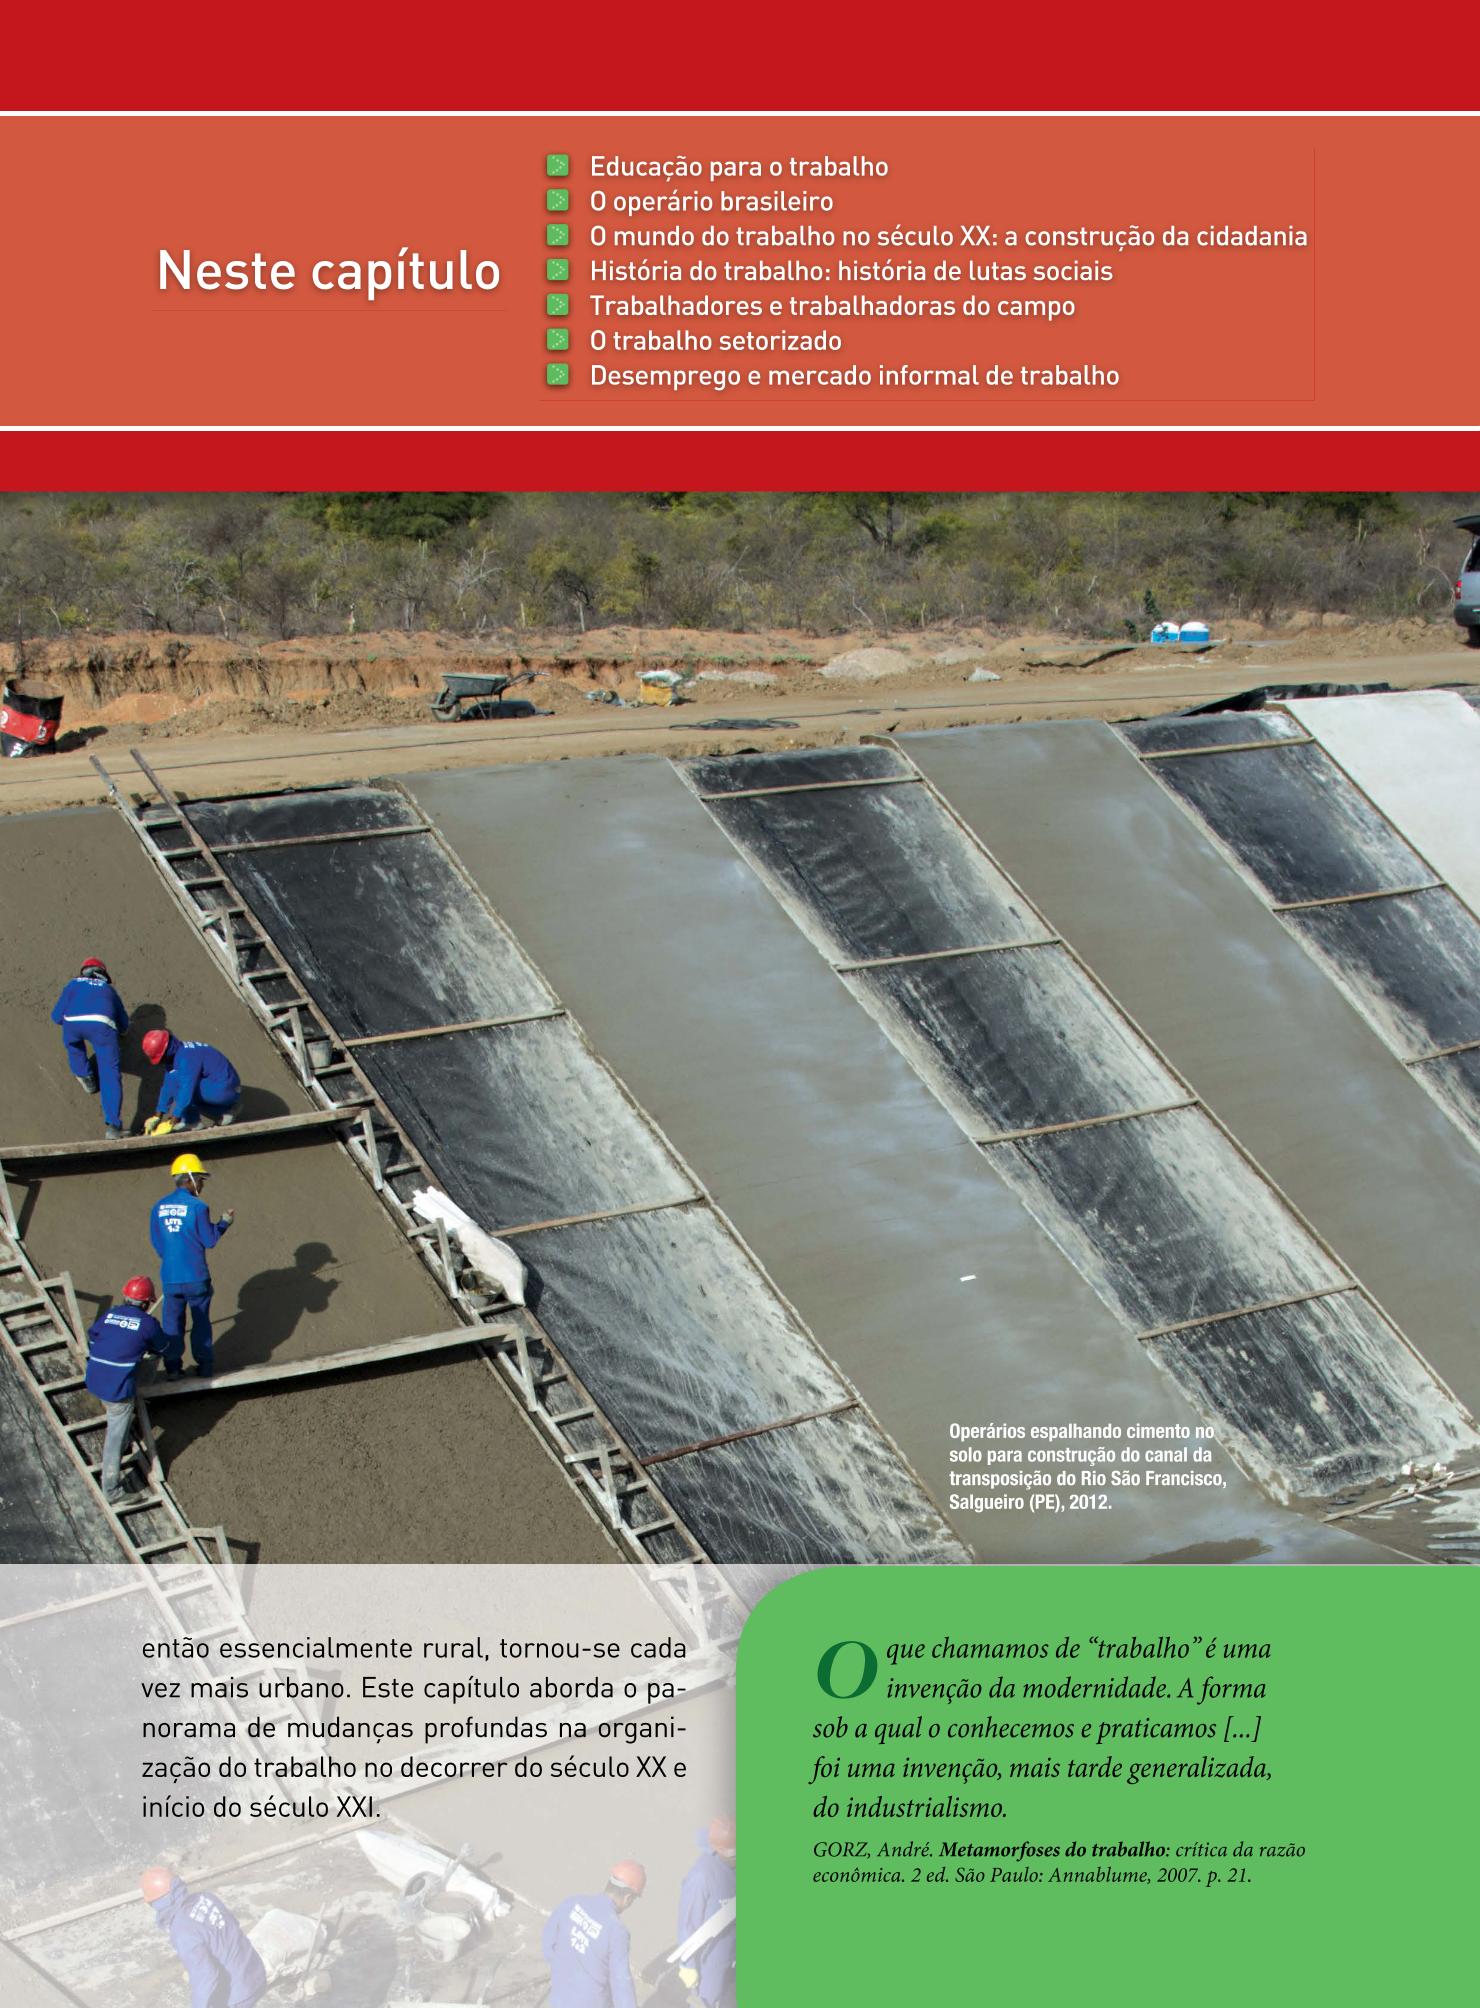 Neste capítulo
Educação para o trabalho
O operário brasileiro
O mundo do trabalho no século XX: a construção da cidadania
História do trabalho: história de lutas sociais
Trabalhadores e trabalhadoras do campo
O trabalho setorizado
Desemprego e mercado informal de trabalho
LOTE
Operários espalhando cimento no
solo para construção do canal da
transposição do Rio São Francisco,
Salgueiro (PE), 2012.
então essencialmente rural, tornou-se cada
vez mais urbano. Este capítulo aborda o pa-
norama de mudanças profundas na organi-
zação do trabalho no decorrer do século XX e
início do século XXI.
O que chamamos de “trabalho” é uma
invenção da modernidade. A forma
sob a qual o conhecemos e praticamos [...]
foi uma invenção, mais tarde generalizada,
do industrialismo.
GORZ, André. Metamorfoses do trabalho: crítica da razão
econômica. 2 ed. São Paulo: Annablume, 2007. p. 21.